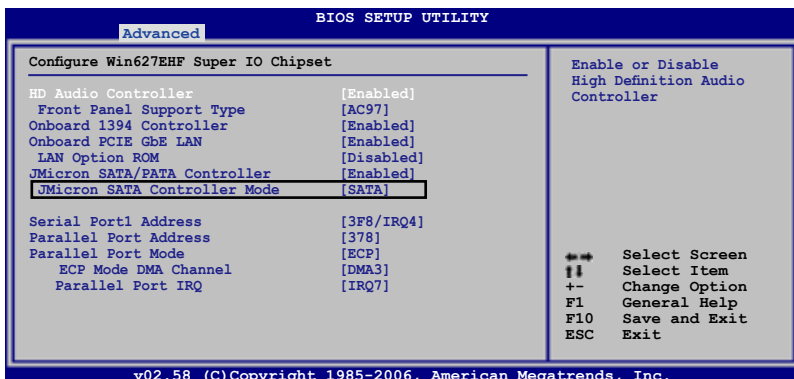 BIOS SETUP UTILITY
Advanced
Configure Win627EHF Super IO Chipset
HD Audio Controller [Enabled]
Front Panel Support Type [AC97]
Onboard 1394 Controller [Enabled]
Onboard PCIE GbE LAN [Enabled]
LAN Option ROM [Disabled]
JMicron SATA/PATA Controller [Enabled]
JMicron SATA Controller Mode [SATA]
Serial Port1 Address [3F8/IRQ4]
Parallel Port Address [378]
Parallel Port Mode [ECP]
ECP Mode DMA Channel [DMA3]
Parallel Port IRQ [IRQ7]
Enable or Disable
High Definition Audio
Controller
←→ Select Screen
↑↓ Select Item
+- Change Option
F1 General Help
F10 Save and Exit
ESC Exit
v02.58 (C)Copyright 1985-2006, American Megatrends, Inc.